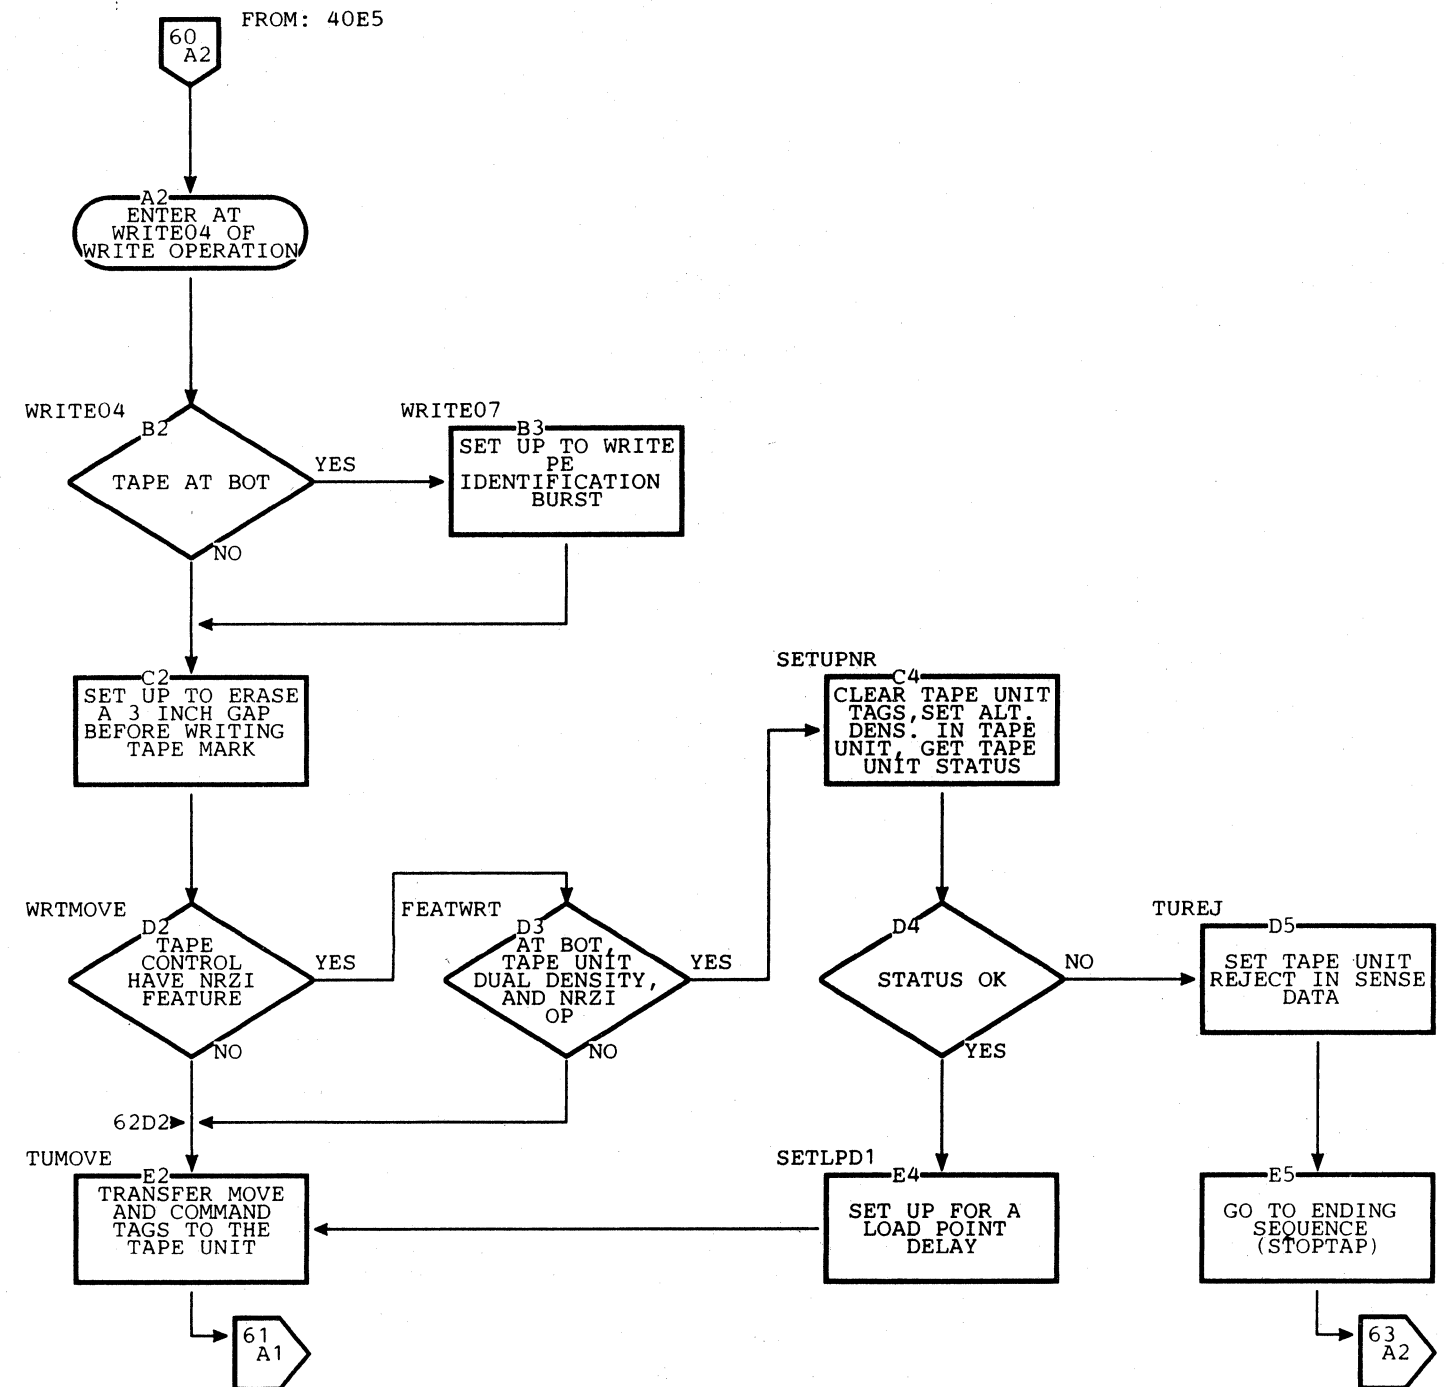 FROM: 40E5
60
A2
A2
ENTER AT
WRITE04 OF
WRITE OPERATION
WRITE04
B2
TAPE AT BOT
YES
NO
WRITE07
B3
SET UP TO WRITE
PE
IDENTIFICATION
BURST
C2
SET UP TO ERASE
A 3 INCH GAP
BEFORE WRITING
TAPE MARK
SETUPNR
C4
CLEAR TAPE UNIT
TAGS,SET ALT.
DENS. IN TAPE
UNIT, GET TAPE
UNIT STATUS
WRTMOVE
D2
TAPE
CONTROL
HAVE NRZI
FEATURE
YES
NO
FEATWRT
D3
AT BOT,
TAPE UNIT
DUAL DENSITY,
AND NRZI
OP
YES
NO
D4
STATUS OK
NO
YES
TUREJ
D5
SET TAPE UNIT
REJECT IN SENSE
DATA
62D2
TUMOVE
E2
TRANSFER MOVE
AND COMMAND
TAGS TO THE
TAPE UNIT
SETLPD1
E4
SET UP FOR A
LOAD POINT
DELAY
E5
GO TO ENDING
SEQUENCE
(STOPTAP)
61
A1
63
A2